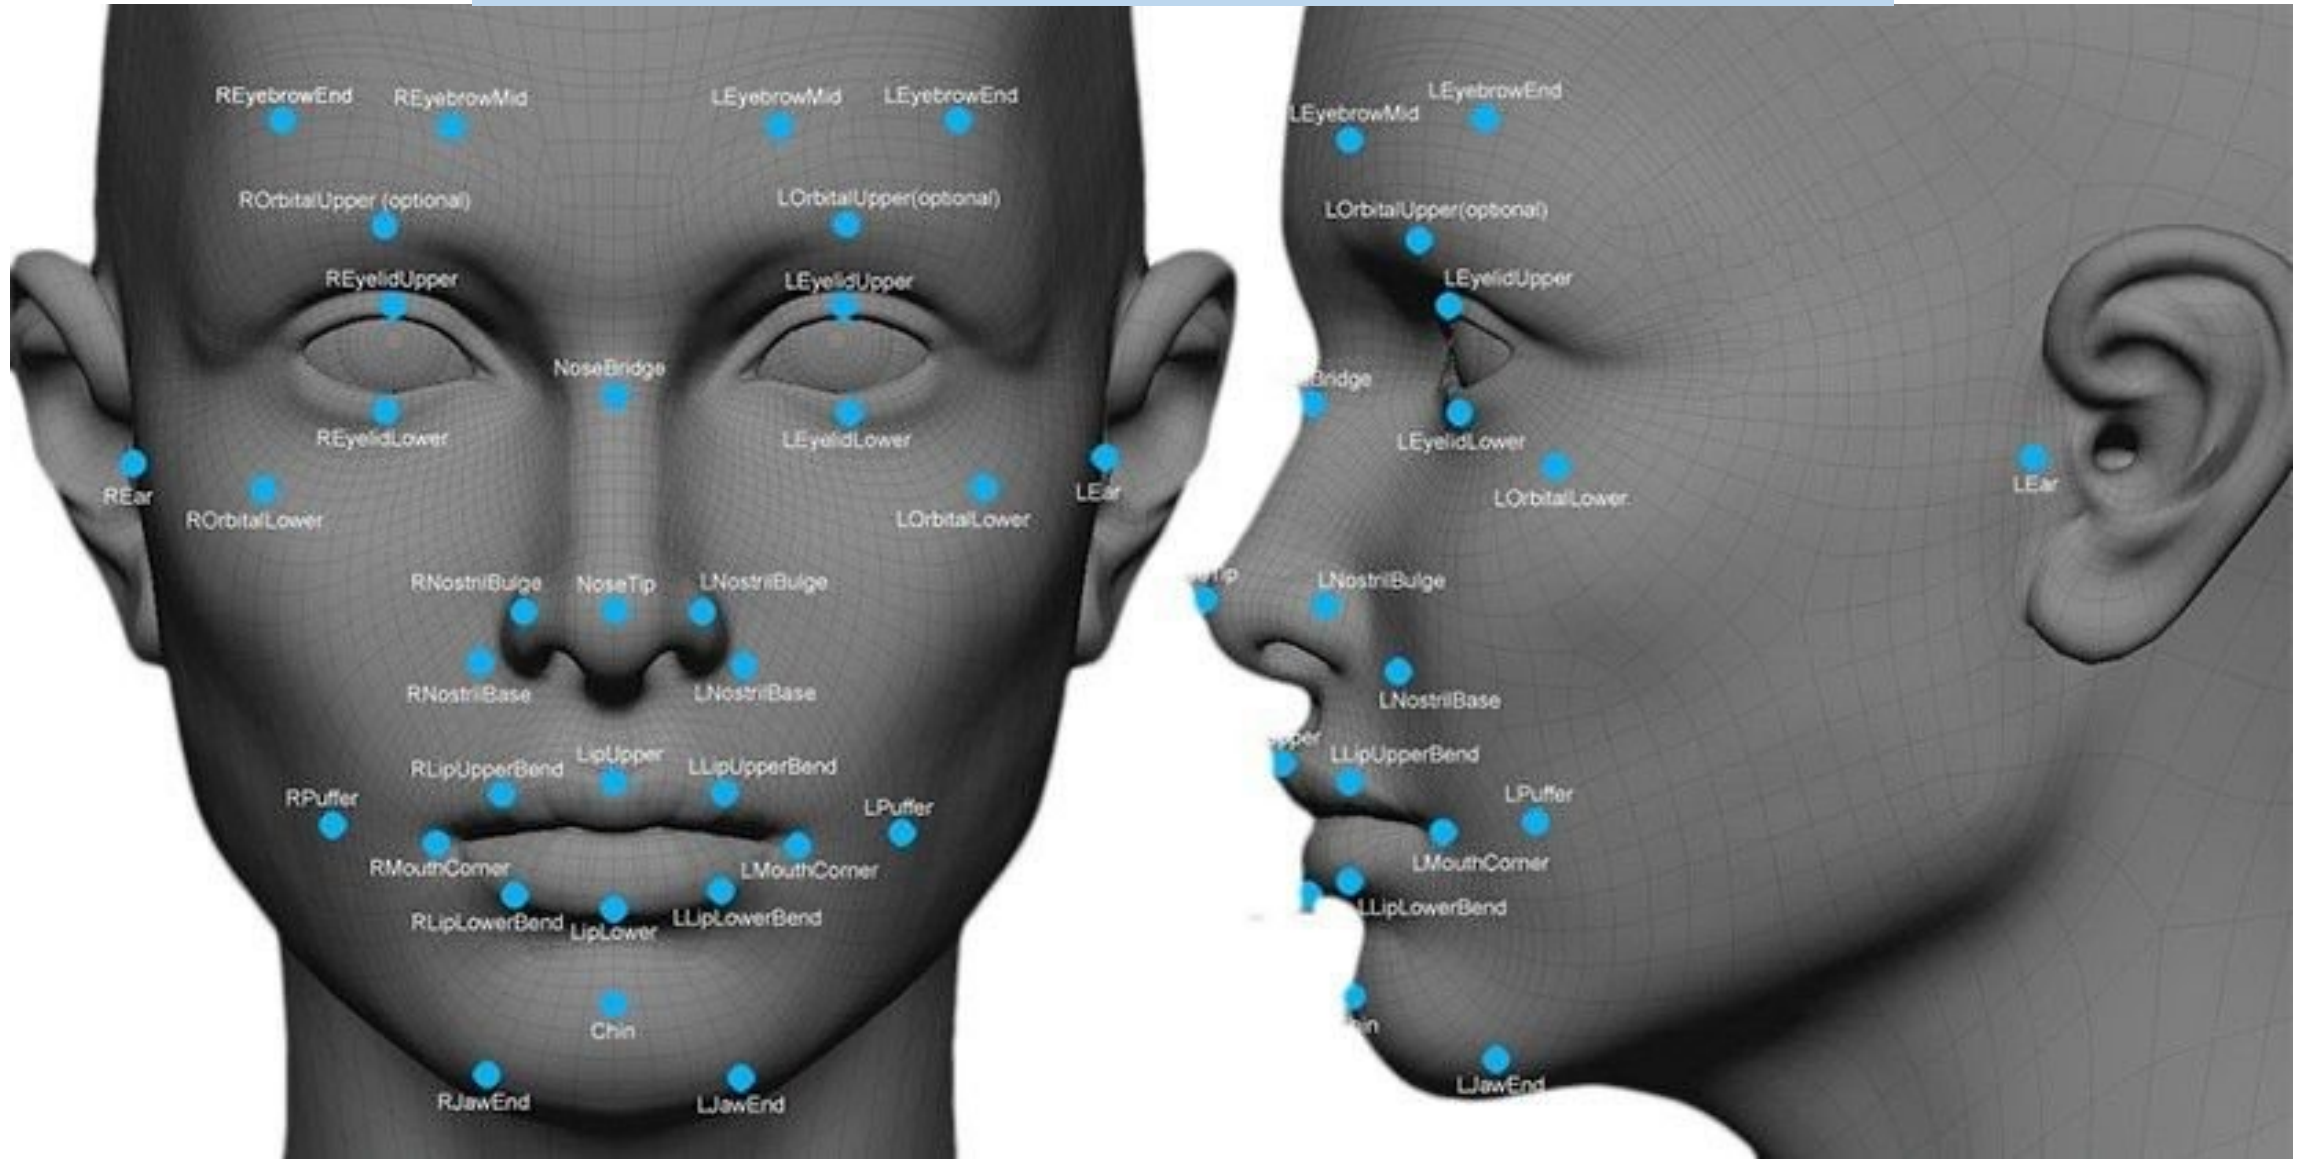 REyebrowEnd
REyebrowMid
LEyebrowMid
LEyebrowEnd
ROrbitalUpper (optional)
LOrbitalUpper(optional)
REyelidUpper
LEyelidUpper
NoseBridge
REyelidLower
LEyelidLower
REar
LEar
ROrbitalLower
LOrbitalLower
RNostrilBulge
NoseTip
LNostrilBulge
RNostrilBase
LNostrilBase
LipUpper
RLipUpperBend
LLipUpperBend
RPuffer
LPuffer
RMouthCorner
LMouthCorner
RLipLowerBend
LipLower
LLipLowerBend
Chin
RJawEnd
LJawEnd
LEyebrowEnd
LEyebrowMid
LOrbitalUpper(optional)
LEyelidUpper
Bridge
LEyelidLower
LEar
LOrbitalLower
LNostrilBulge
LNostrilBase
LLipUpperBend
LPuffer
LMouthCorner
LLipLowerBend
LJawEnd